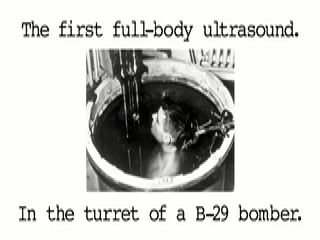 The first full-body ultrasound.
In the turret of a B-29 bomber.